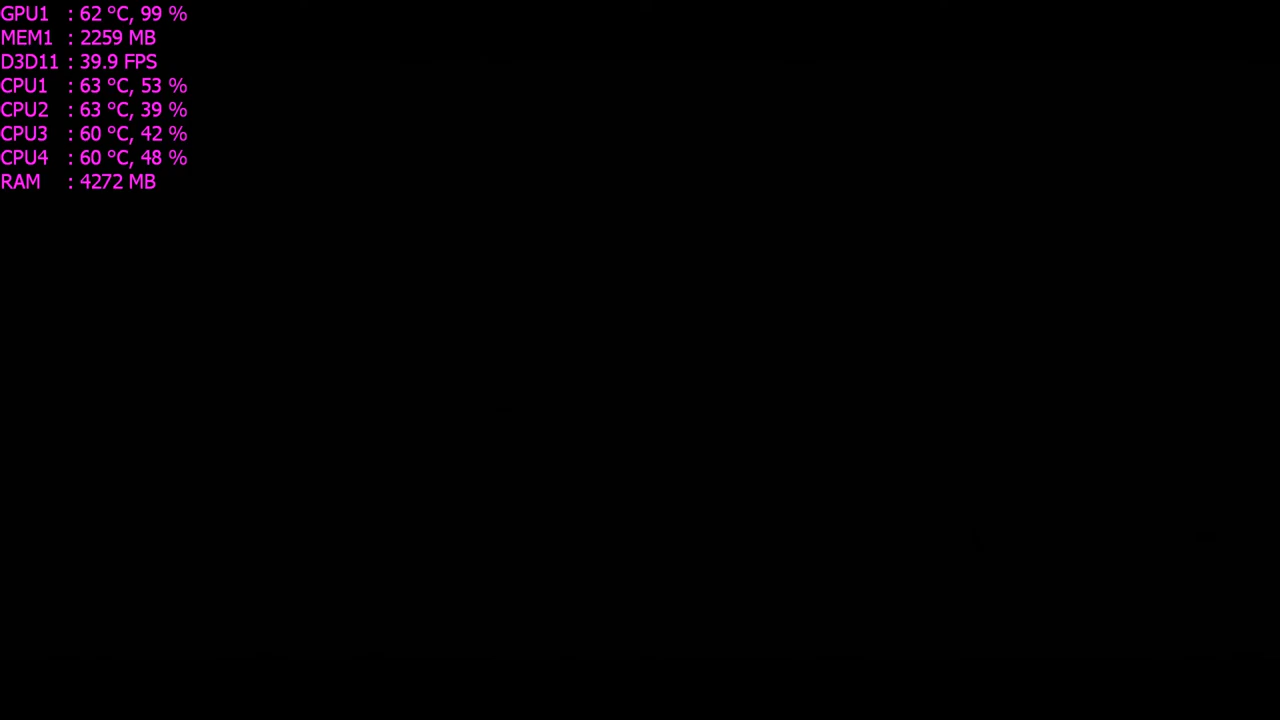 GPU1 : 62 °C, 99 %
MEM1 : 2259 MB
D3D11 : 39.9 FPS
CPU1 : 63 °C, 53 %
CPU2 : 63 °C, 39 %
CPU3 : 60 °C, 42 %
CPU4 : 60 °C, 48 %
RAM : 4272 MB